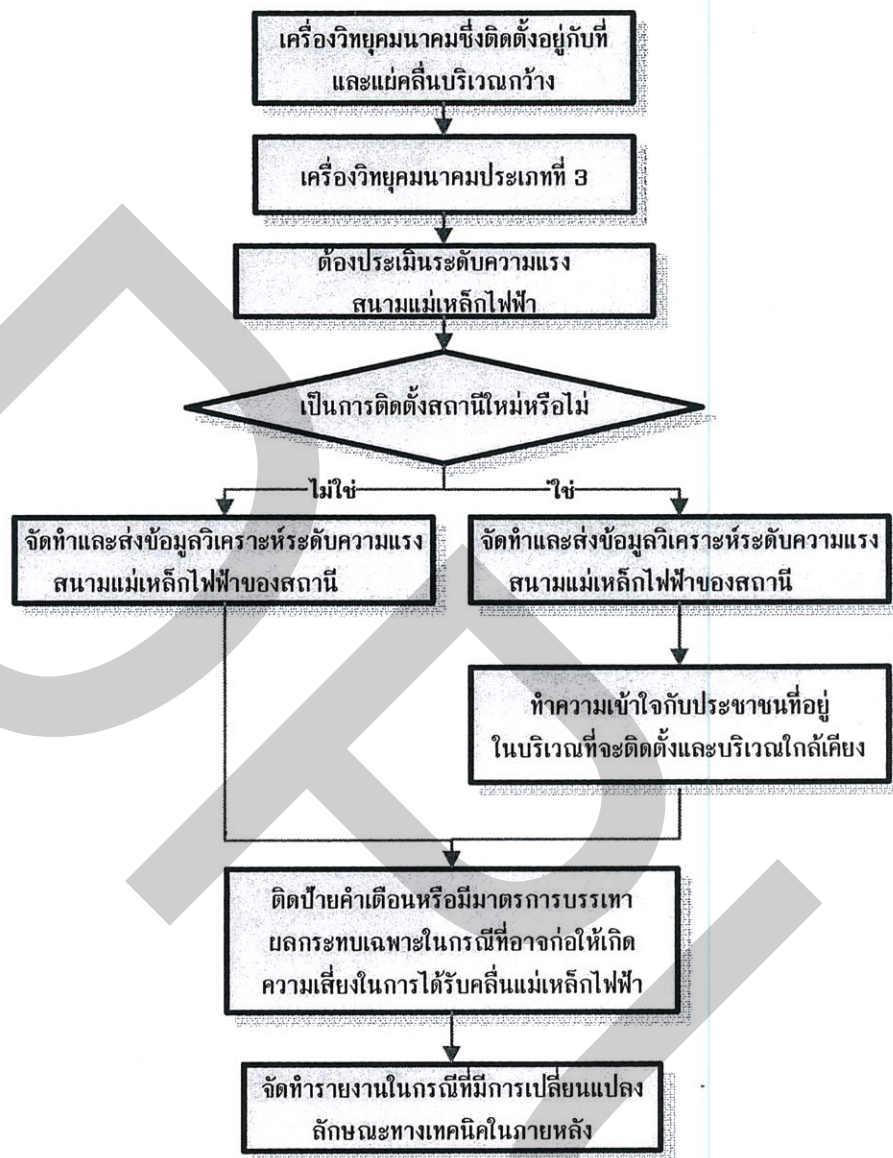 เครื่องวิทยุคมนาคมซึ่งติดตั้งอยู่กับที่
และแผ่คลื่นบริเวณกว้าง
เครื่องวิทยุคมนาคมประเภทที่ 3
ต้องประเมินระดับความแรง
สนามแม่เหล็กไฟฟ้า
เป็นการติดตั้งสถานีใหม่หรือไม่
ไม่ใช่
ใช่
จัดทำและส่งข้อมูลวิเคราะห์ระดับความแรง
สนามแม่เหล็กไฟฟ้าของสถานี
จัดทำและส่งข้อมูลวิเคราะห์ระดับความแรง
สนามแม่เหล็กไฟฟ้าของสถานี
ทำความเข้าใจกับประชาชนที่อยู่
ในบริเวณที่จะติดตั้งและบริเวณใกล้เคียง
ติดป้ายคำเตือนหรือมีมาตรการบรรเทา
ผลกระทบเฉพาะในกรณีที่อาจก่อให้เกิด
ความเสี่ยงในการได้รับคลื่นแม่เหล็กไฟฟ้า
จัดทำรายงานในกรณีที่มีการเปลี่ยนแปลง
ลักษณะทางเทคนิคในภายหลัง